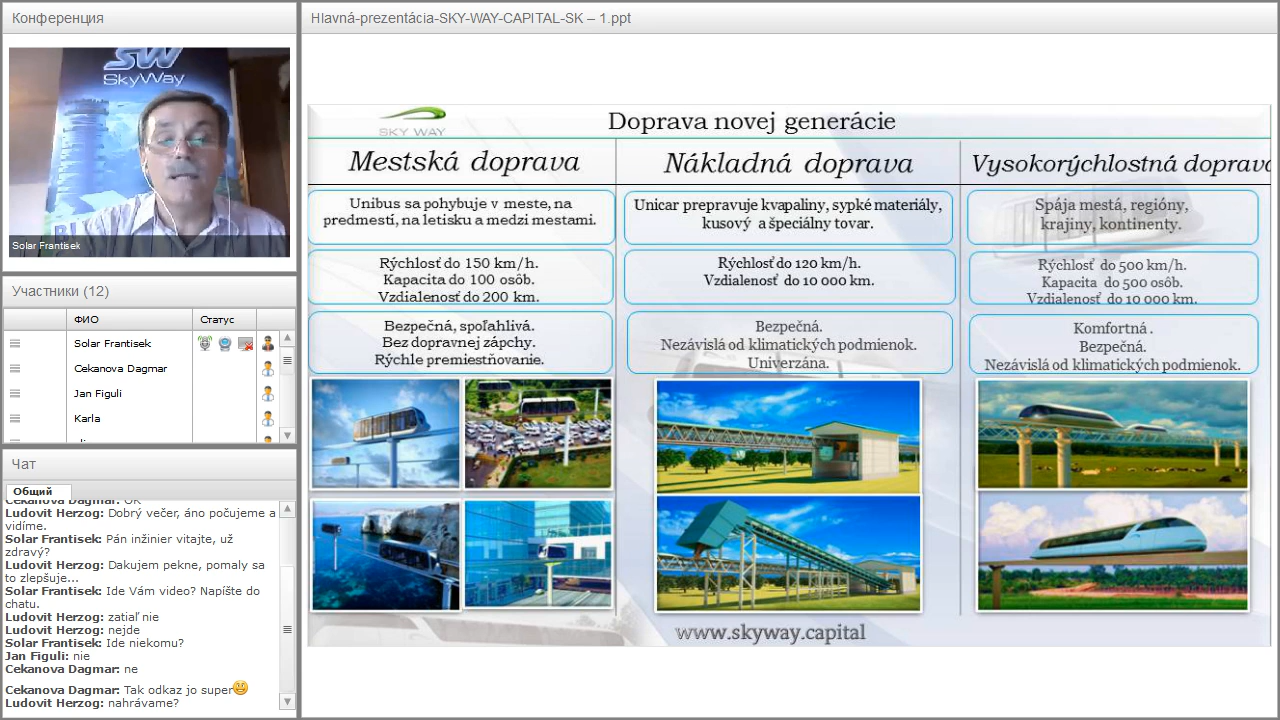 Конференция
SW
SkyWay
Solar Frantisek
Участники (12)
ФИО
Статус
Solar Frantisek
Cekanova Dagmar
Jan Figuli
Karla
Чат
Общий
Cekanova Dagmar: OK
Ludovit Herzog: Dobrý večer, áno počujeme a
vidíme.
Solar Frantisek: Pán inžinier vitajte, už
zdravý?
Ludovit Herzog: Dakujem pekne, pomaly sa
to zlepšuje...
Solar Frantisek: Ide Vám video? Napíšte do
chatu.
Ludovit Herzog: zatiaľ nie
Ludovit Herzog: nejde
Solar Frantisek: Ide niekomu?
Jan Figuli: nie
Cekanova Dagmar: ne
Cekanova Dagmar: Tak odkaz jo super
Ludovit Herzog: nahrávame?
Hlavná-prezentácia-SKY-WAY-CAPITAL-SK – 1.ppt
SKY WAY
Doprava novej generácie
Mestská doprava
Unibus sa pohybuje v meste, na
predmestí, na letisku a medzi mestami.
Rýchlosť do 150 km/h.
Kapacita do 100 osôb.
Vzdialenosť do 200 km.
Bezpečná, spoľahlivá.
Bez dopravnej zápchy.
Rýchle premiestňovanie.
Nákladná doprava
Unicar prepravuje kvapaliny, sypké materiály,
kusový a špeciálny tovar.
Rýchlosť do 120 km/h.
Vzdialenosť do 10 000 km.
Bezpečná.
Nezávislá od klimatických podmienok.
Univerzána.
Vysokorýchlostná doprava
Spája mestá, regióny,
krajiny, kontinenty.
Rýchlosť do 500 km/h.
Kapacita do 500 osôb.
Vzdialenosť do 10 000 km.
Komfortná .
Bezpečná.
Nezávislá od klimatických podmienok.
www.skyway.capital